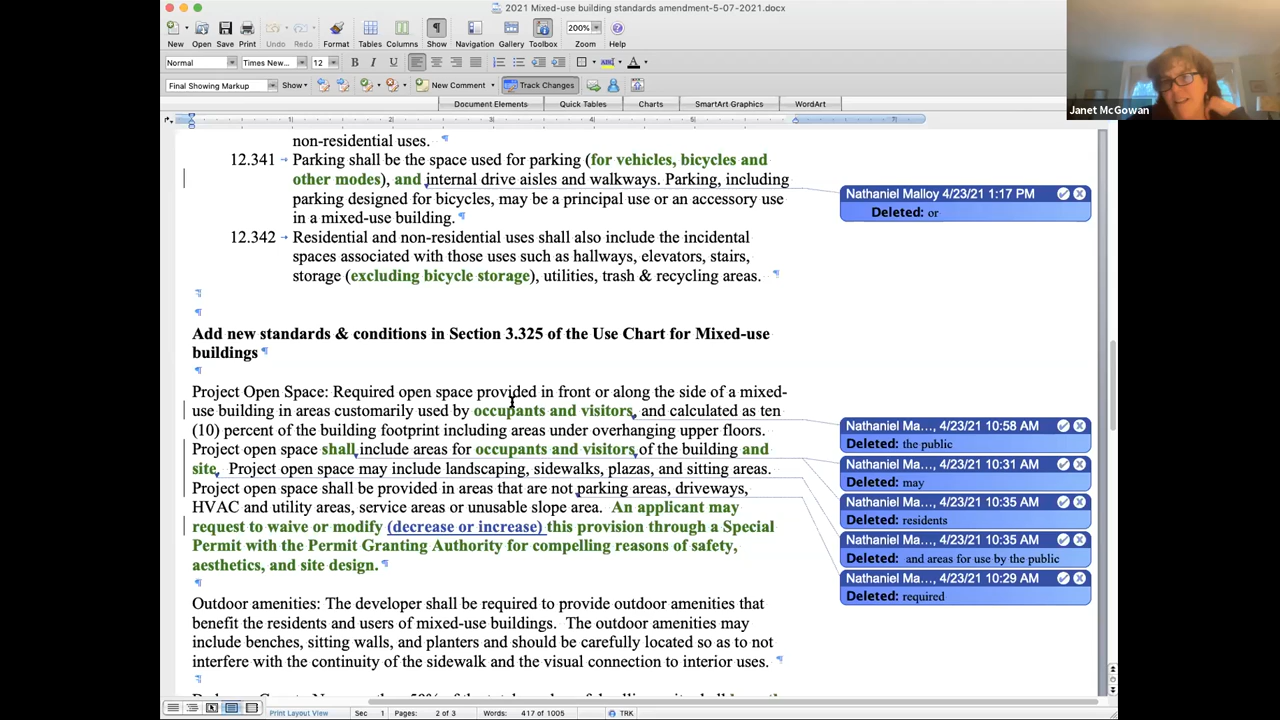 2021 Mixed-use building standards amendment-5-07-2021.docx
New Open Save Print Undo Redo Format Tables Columns Show Navigation Gallery Toolbox Zoom Help
200%
Normal Times New... 12 B I U
Final Showing Markup Show New Comment Track Changes
Document Elements Quick Tables Charts SmartArt Graphics WordArt
Janet McGowan
non-residential uses. ¶
12.341 Parking shall be the space used for parking (for vehicles, bicycles and
other modes), and internal drive aisles and walkways. Parking, including
parking designed for bicycles, may be a principal use or an accessory use
in a mixed-use building. ¶
12.342 Residential and non-residential uses shall also include the incidental
spaces associated with those uses such as hallways, elevators, stairs,
storage (excluding bicycle storage), utilities, trash & recycling areas. ¶
¶
¶
Add new standards & conditions in Section 3.325 of the Use Chart for Mixed-use
buildings ¶
¶
Project Open Space: Required open space provided in front or along the side of a mixed-
use building in areas customarily used by occupants and visitors, and calculated as ten
(10) percent of the building footprint including areas under overhanging upper floors.
Project open space shall include areas for occupants and visitors of the building and
site. Project open space may include landscaping, sidewalks, plazas, and sitting areas.
Project open space shall be provided in areas that are not parking areas, driveways,
HVAC and utility areas, service areas or unusable slope area. An applicant may
request to waive or modify (decrease or increase) this provision through a Special
Permit with the Permit Granting Authority for compelling reasons of safety,
aesthetics, and site design. ¶
¶
Outdoor amenities: The developer shall be required to provide outdoor amenities that
benefit the residents and users of mixed-use buildings. The outdoor amenities may
include benches, sitting walls, and planters and should be carefully located so as to not
interfere with the continuity of the sidewalk and the visual connection to interior uses. ¶
¶
Nathaniel Malloy 4/23/21 1:17 PM
Deleted: or
Nathaniel Ma..., 4/23/21 10:58 AM
Deleted: the public
Nathaniel Ma..., 4/23/21 10:31 AM
Deleted: may
Nathaniel Ma..., 4/23/21 10:35 AM
Deleted: residents
Nathaniel Ma..., 4/23/21 10:35 AM
Deleted: and areas for use by the public
Nathaniel Ma..., 4/23/21 10:29 AM
Deleted: required
Print Layout View Sec 1 Pages: 2 of 3 Words: 417 of 1005 TRK